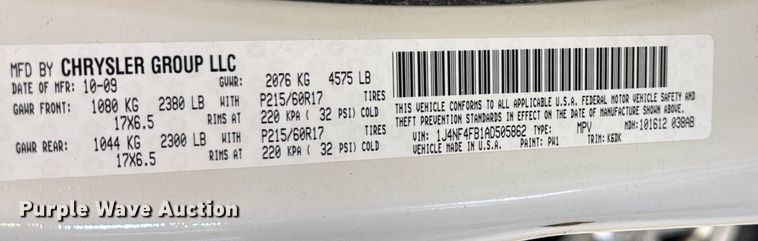 MFD BY CHRYSLER GROUP LLC
DATE OF MFR: 10-09 GVWR: 2076 KG 4575 LB
GAWR FRONT: 1080 KG 2380 LB WITH P215/60R17 TIRES
17X6.5 RIMS AT 220 KPA ( 32 PSI) COLD
GAWR REAR: 1044 KG 2300 LB WITH P215/60R17 TIRES
17X6.5 RIMS AT 220 KPA ( 32 PSI) COLD
THIS VEHICLE CONFORMS TO ALL APPLICABLE U.S.A. FEDERAL MOTOR VEHICLE SAFETY AND
THEFT PREVENTION STANDARDS IN EFFECT ON THE DATE OF MANUFACTURE SHOWN ABOVE.
VIN: 1J4NF4FB1AD505862 TYPE: MPV MDH: 101612 038AB
VEHICLE MADE IN U.S.A. PAINT: PW1 TRIM: K6DK
Purple Wave Auction